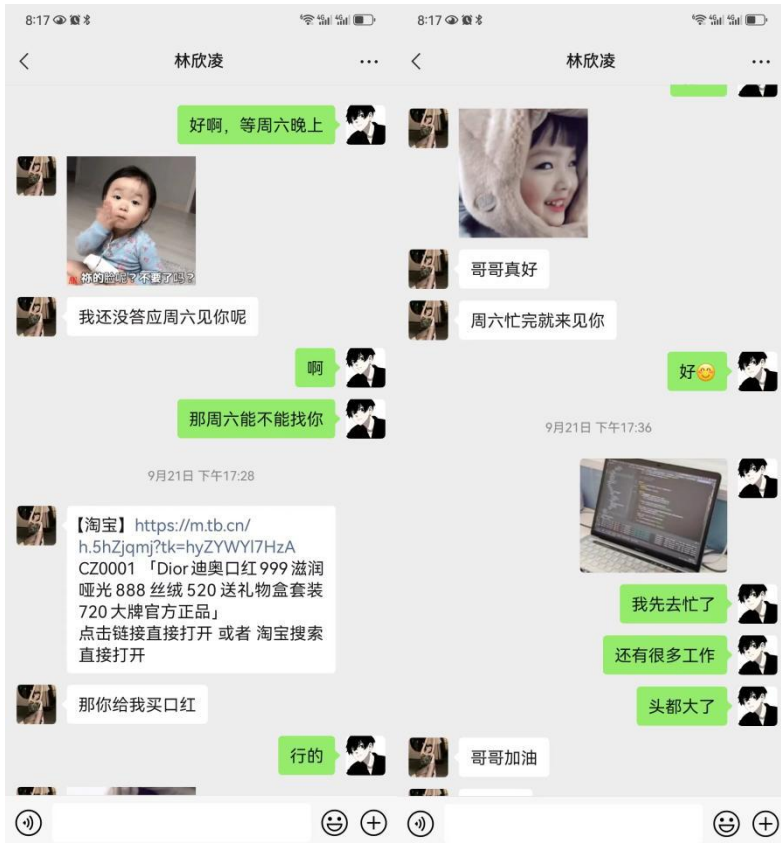 8:17
林欣凌
好啊，等周六晚上
袮的脸呢？不要了吗？
我还没答应周六见你呢
啊
那周六能不能找你
9月21日 下午17:28
【淘宝】https://m.tb.cn/
h.5hZjqmj?tk=hyZYWYl7HzA
CZ0001 「Dior迪奥口红999滋润
哑光888丝绒520送礼物盒套装
720大牌官方正品」
点击链接直接打开 或者 淘宝搜索
直接打开
那你给我买口红
行的
8:17
林欣凌
哥哥真好
周六忙完就来见你
好😊
9月21日 下午17:36
我先去忙了
还有很多工作
头都大了
哥哥加油